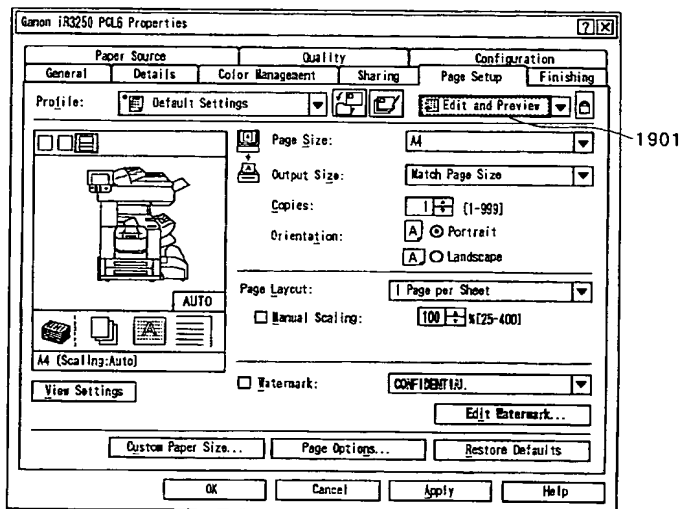 Ganon iR3250 PCL6 Properties
? X
Paper Source Quality Configuration
General Details Color Management Sharing Page Setup Finishing
Profile: Default Settings Edit and Preview
1901
Page Size: A4
Output Size: Match Page Size
Copies: 1 [1-999]
Orientation: A Portrait
A Landscape
AUTO
Page Layout: 1 Page per Sheet
Manual Scaling: 100 %[25-400]
A4 (Scaling:Auto)
View Settings
Watermark: CONFIDENTIAL
Edit Watermark...
Custom Paper Size... Page Options... Restore Defaults
OK Cancel Apply Help